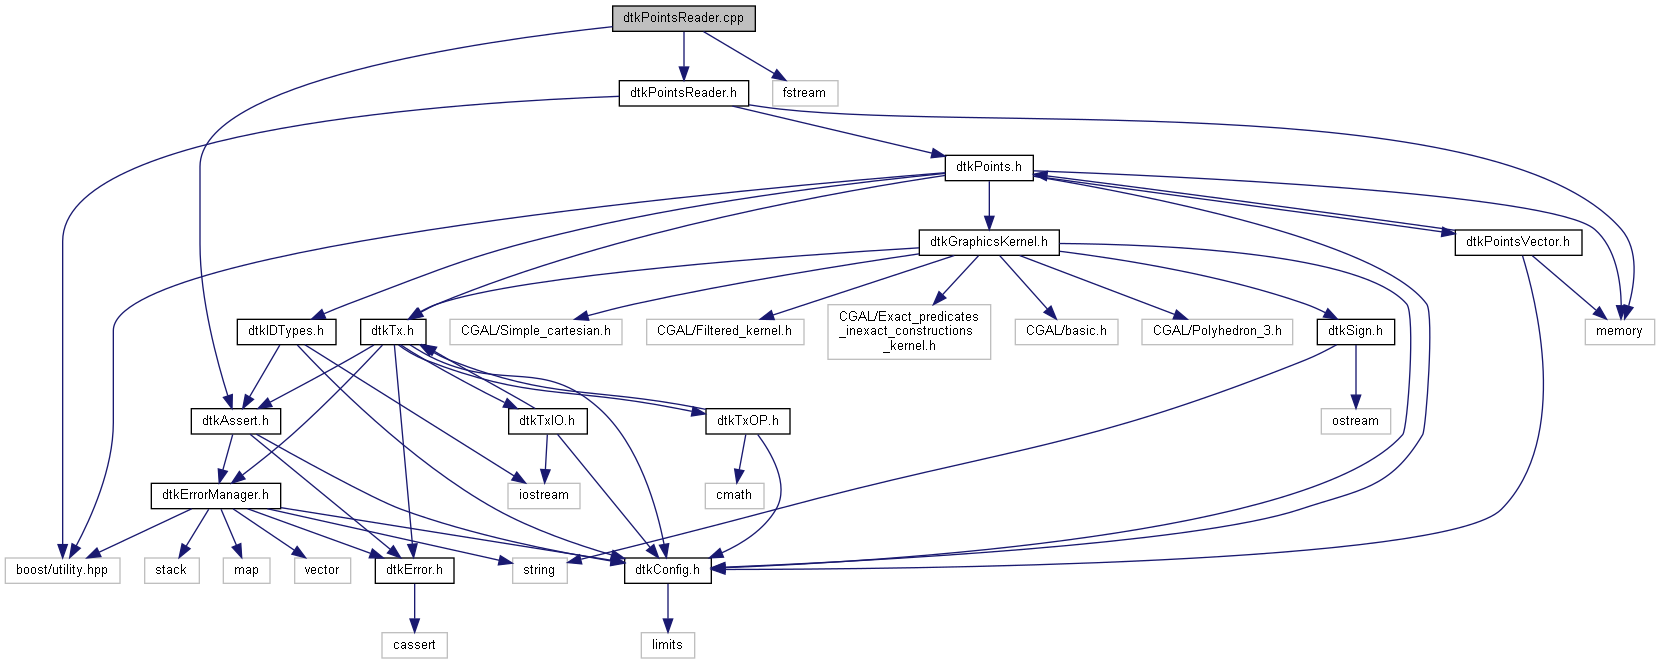 dtkPointsReader.cpp
dtkPointsReader.h
fstream
dtkPoints.h
dtkGraphicsKernel.h
dtkPointsVector.h
dtkIDTypes.h
dtkTx.h
CGAL/Simple_cartesian.h
CGAL/Filtered_kernel.h
CGAL/Exact_predicates
_inexact_constructions
_kernel.h
CGAL/basic.h
CGAL/Polyhedron_3.h
dtkSign.h
memory
dtkAssert.h
dtkTxIO.h
dtkTxOP.h
ostream
dtkErrorManager.h
iostream
cmath
boost/utility.hpp
stack
map
vector
dtkError.h
string
dtkConfig.h
cassert
limits